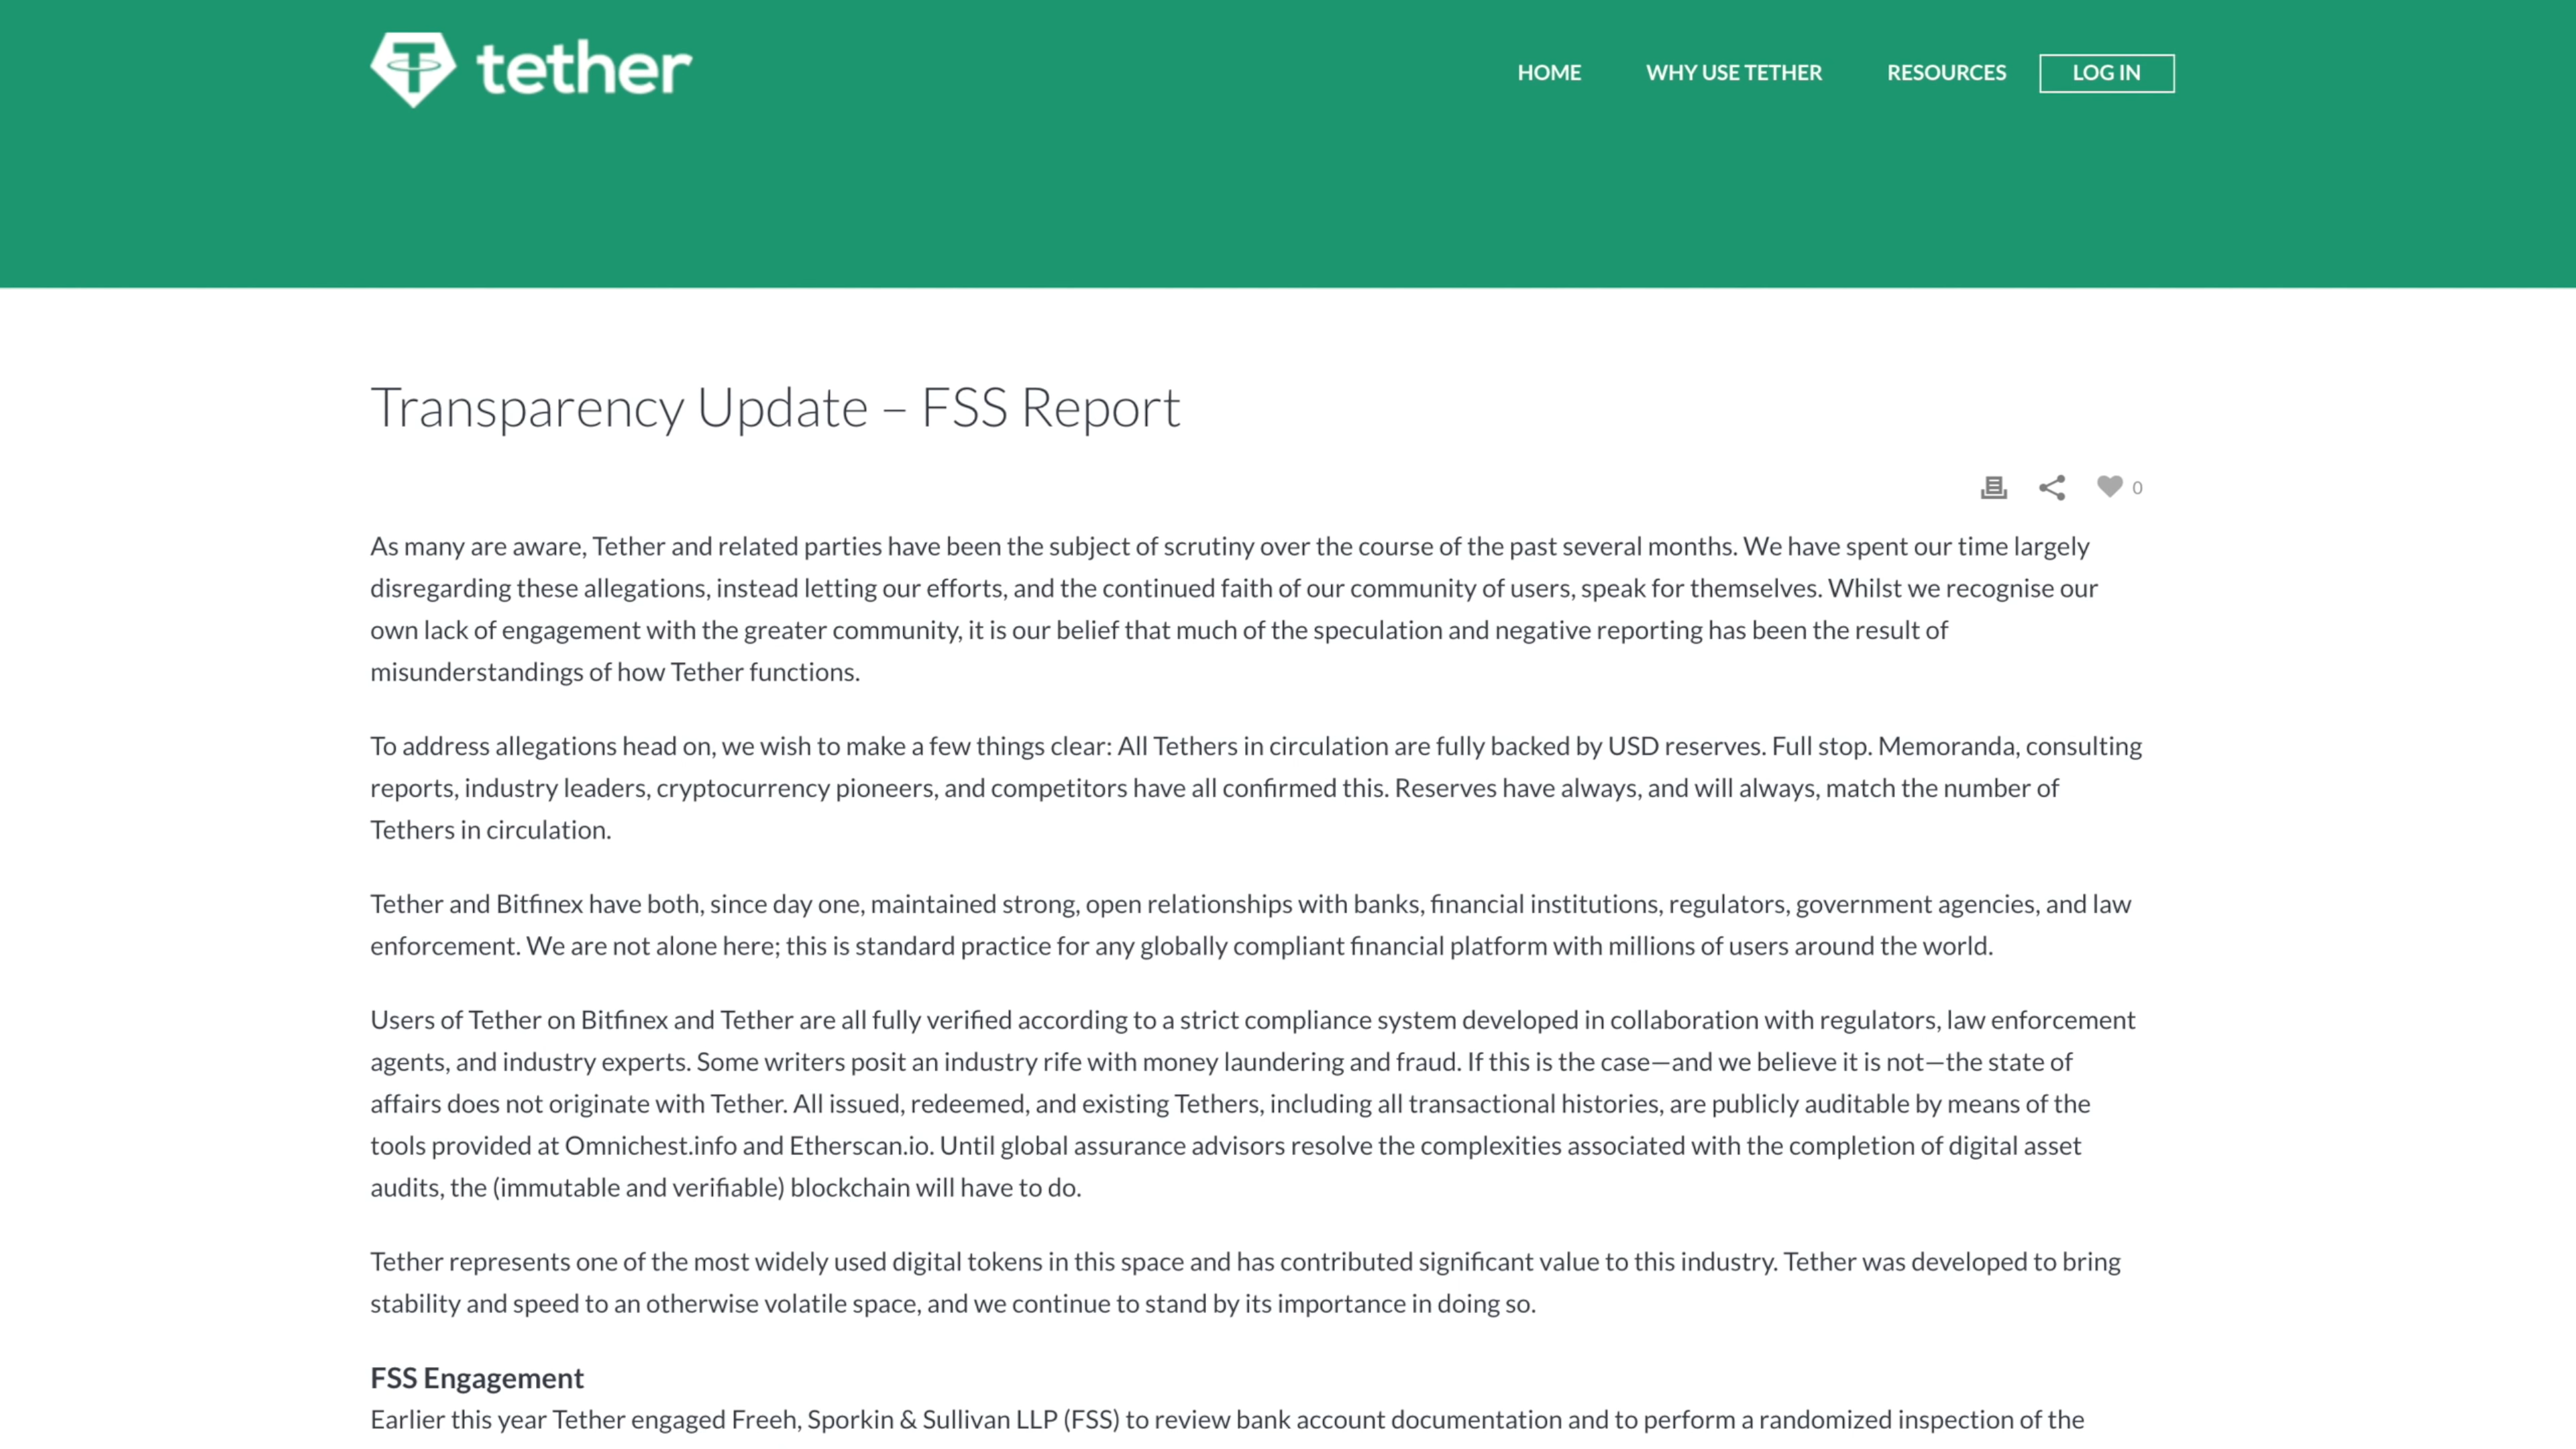 tether
HOME
WHY USE TETHER
RESOURCES
LOG IN
Transparency Update – FSS Report
0
As many are aware, Tether and related parties have been the subject of scrutiny over the course of the past several months. We have spent our time largely
disregarding these allegations, instead letting our efforts, and the continued faith of our community of users, speak for themselves. Whilst we recognise our
own lack of engagement with the greater community, it is our belief that much of the speculation and negative reporting has been the result of
misunderstandings of how Tether functions.
To address allegations head on, we wish to make a few things clear: All Tethers in circulation are fully backed by USD reserves. Full stop. Memoranda, consulting
reports, industry leaders, cryptocurrency pioneers, and competitors have all confirmed this. Reserves have always, and will always, match the number of
Tethers in circulation.
Tether and Bitfinex have both, since day one, maintained strong, open relationships with banks, financial institutions, regulators, government agencies, and law
enforcement. We are not alone here; this is standard practice for any globally compliant financial platform with millions of users around the world.
Users of Tether on Bitfinex and Tether are all fully verified according to a strict compliance system developed in collaboration with regulators, law enforcement
agents, and industry experts. Some writers posit an industry rife with money laundering and fraud. If this is the case—and we believe it is not—the state of
affairs does not originate with Tether. All issued, redeemed, and existing Tethers, including all transactional histories, are publicly auditable by means of the
tools provided at Omnichest.info and Etherscan.io. Until global assurance advisors resolve the complexities associated with the completion of digital asset
audits, the (immutable and verifiable) blockchain will have to do.
Tether represents one of the most widely used digital tokens in this space and has contributed significant value to this industry. Tether was developed to bring
stability and speed to an otherwise volatile space, and we continue to stand by its importance in doing so.
FSS Engagement
Earlier this year Tether engaged Freeh, Sporkin & Sullivan LLP (FSS) to review bank account documentation and to perform a randomized inspection of the